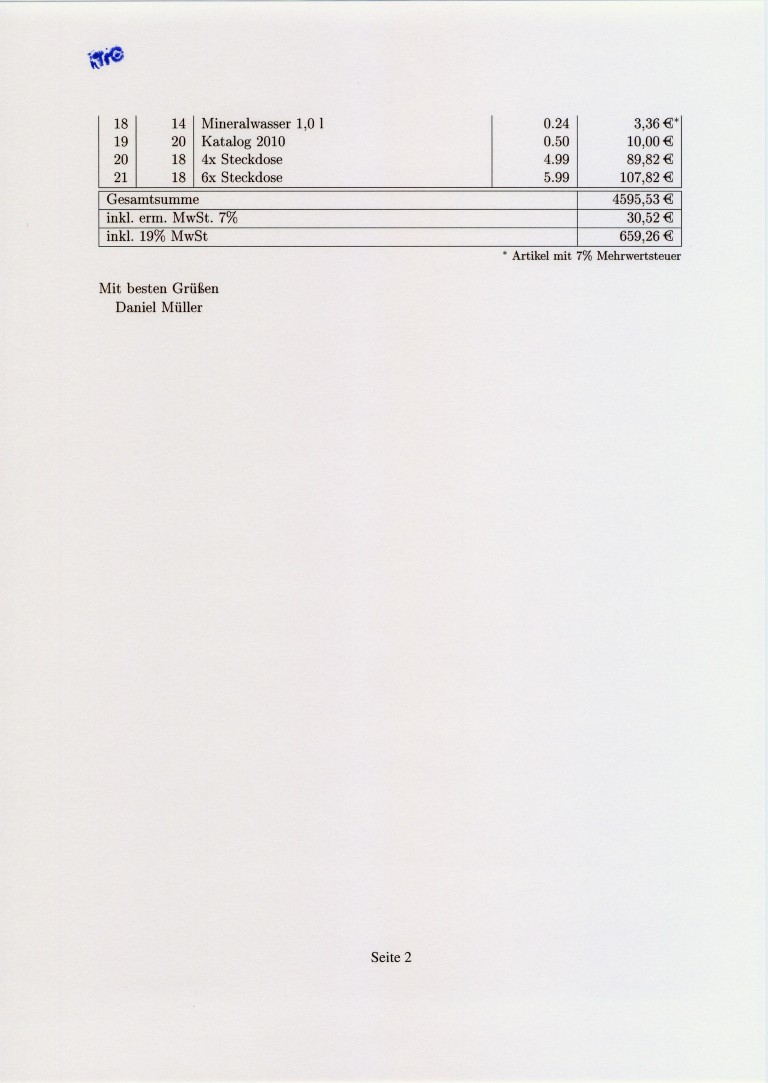 18 14 Mineralwasser 1,0 l 0.24 3,36 €*
19 20 Katalog 2010 0.50 10,00 €
20 18 4x Steckdose 4.99 89,82 €
21 18 6x Steckdose 5.99 107,82 €
Gesamtsumme 4595,53 €
inkl. erm. MwSt. 7% 30,52 €
inkl. 19% MwSt 659,26 €
* Artikel mit 7% Mehrwertsteuer
Mit besten Grüßen
Daniel Müller
Seite 2